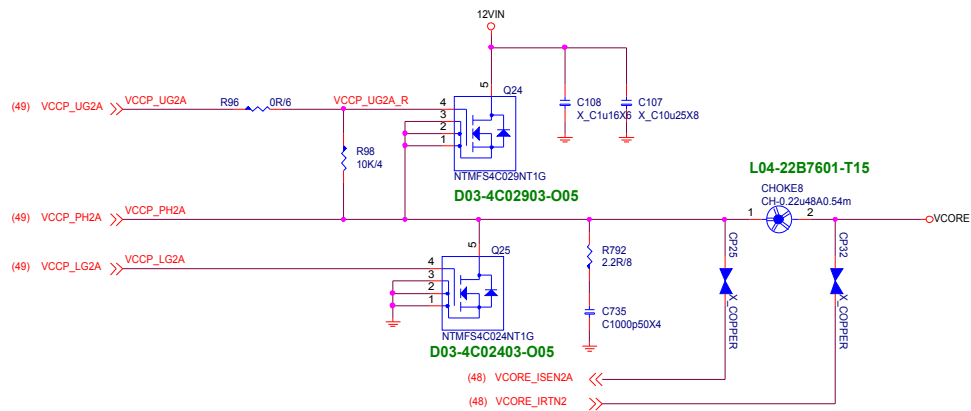 12VIN
5
Q24
(49) VCCP_UG2A
VCCP_UG2A
R96
0R/6
VCCP_UG2A_R
4
3
2
1
C108
X_C1u16X6
C107
X_C10u25X8
R98
10K/4
NTMFS4C029NT1G
D03-4C02903-O05
L04-22B7601-T15
CHOKE8
CH-0.22u48A0.54m
(49) VCCP_PH2A
VCCP_PH2A
1
2
VCORE
5
Q25
(49) VCCP_LG2A
VCCP_LG2A
4
3
2
1
R792
2.2R/8
CP25
X_COPPER
CP22
X_COPPER
C735
C1000p50X4
NTMFS4C024NT1G
D03-4C02403-O05
(48) VCORE_ISEN2A
(48) VCORE_IRTN2